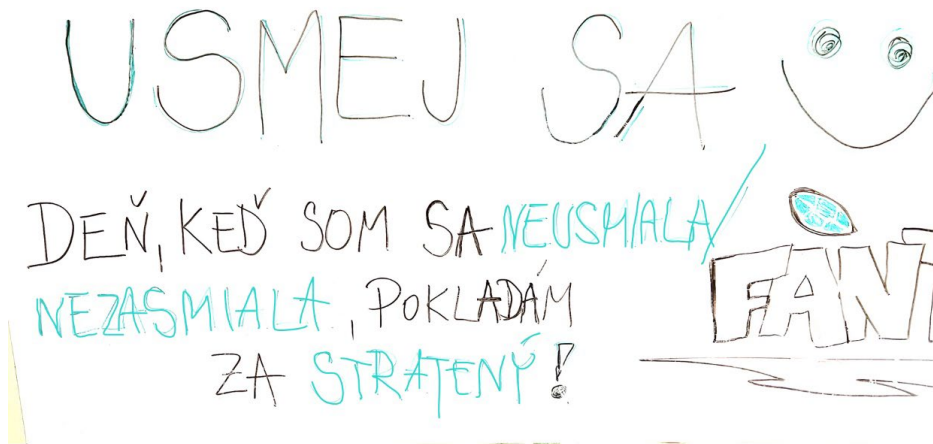 USMEJ SA
DEŇ, KEĎ SOM SA NEUSMIALA/
NEZASMIALA, POKLADÁM
ZA STRATENÝ!